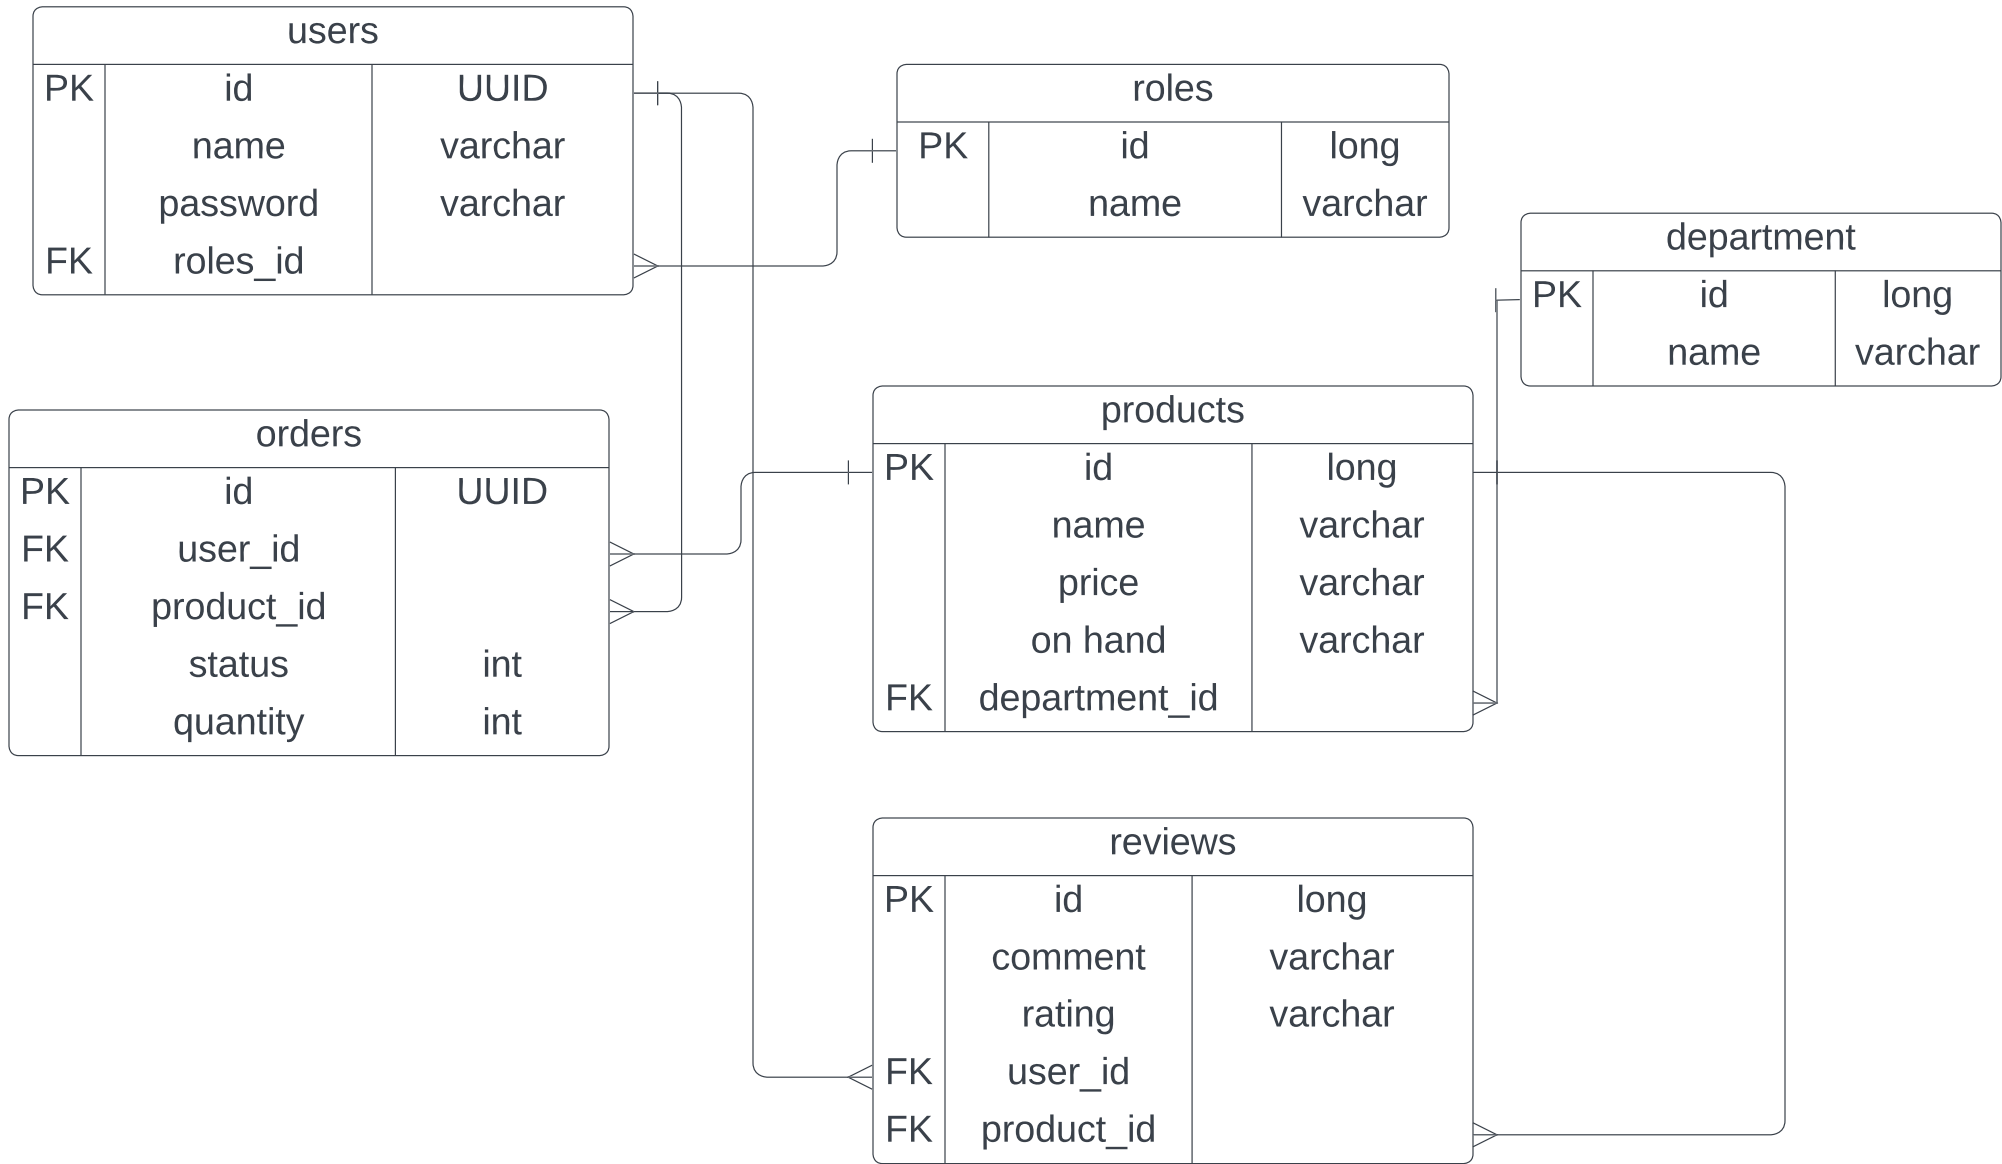 users
PK id UUID
name varchar
password varchar
FK roles_id
roles
PK id long
name varchar
department
PK id long
name varchar
orders
PK id UUID
FK user_id
FK product_id
status int
quantity int
products
PK id long
name varchar
price varchar
on hand varchar
FK department_id
reviews
PK id long
comment varchar
rating varchar
FK user_id
FK product_id